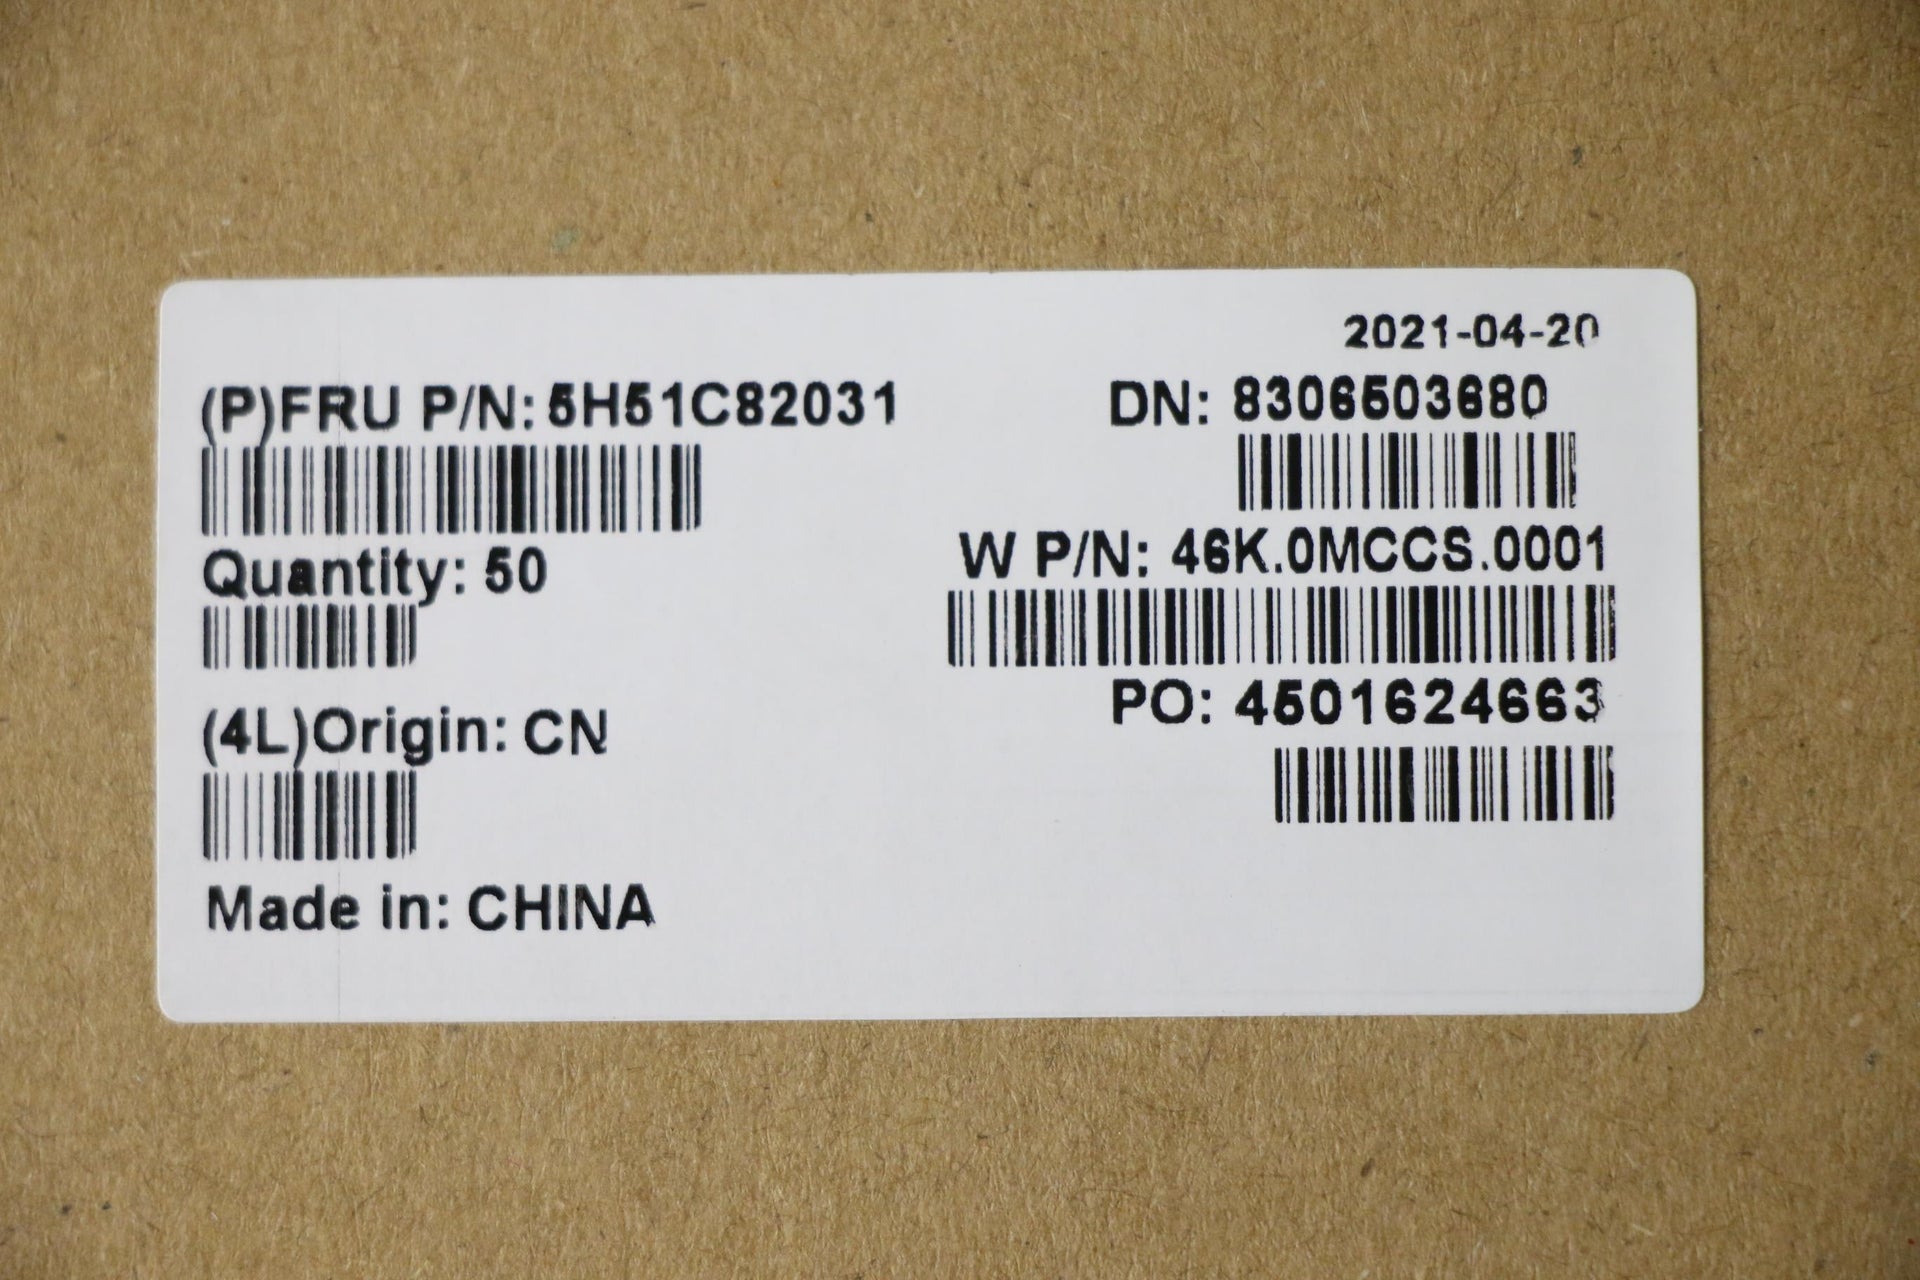 2021-04-20
(P)FRU P/N: 5H51C82031
DN: 8306503680
Quantity: 50
W P/N: 46K.0MCCS.0001
PO: 4501624663
(4L)Origin: CN
Made in: CHINA